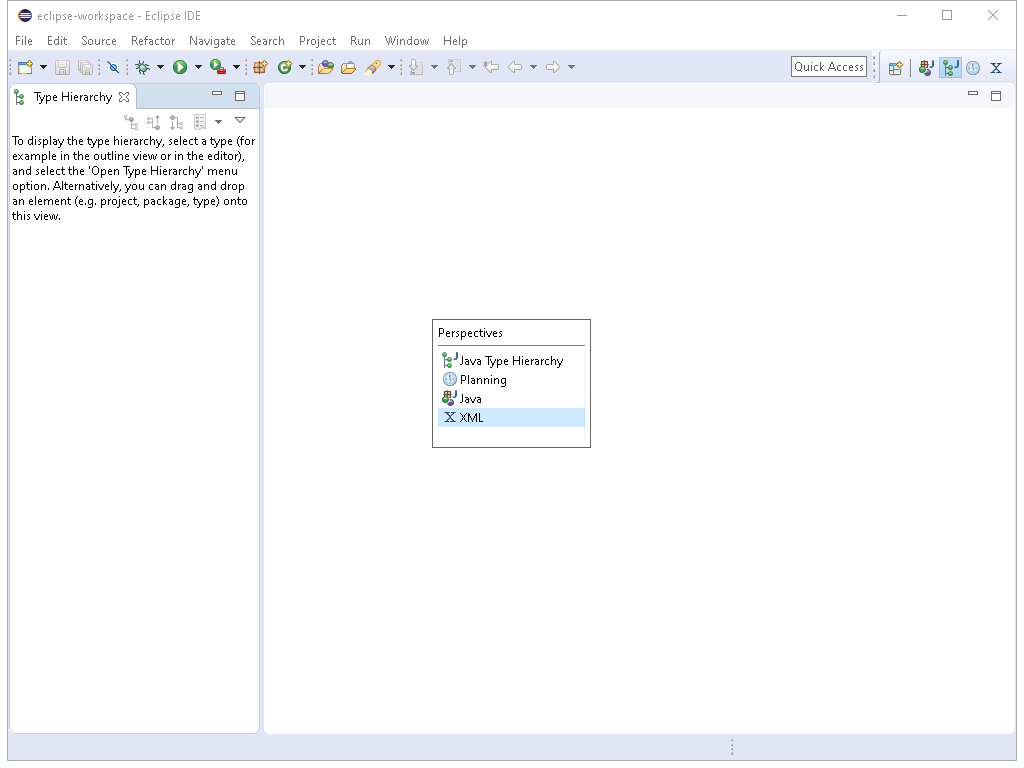 eclipse-workspace - Eclipse IDE
File Edit Source Refactor Navigate Search Project Run Window Help
Quick Access
Type Hierarchy
To display the type hierarchy, select a type (for
example in the outline view or in the editor),
and select the 'Open Type Hierarchy' menu
option. Alternatively, you can drag and drop
an element (e.g. project, package, type) onto
this view.
Perspectives
Java Type Hierarchy
Planning
Java
X XML